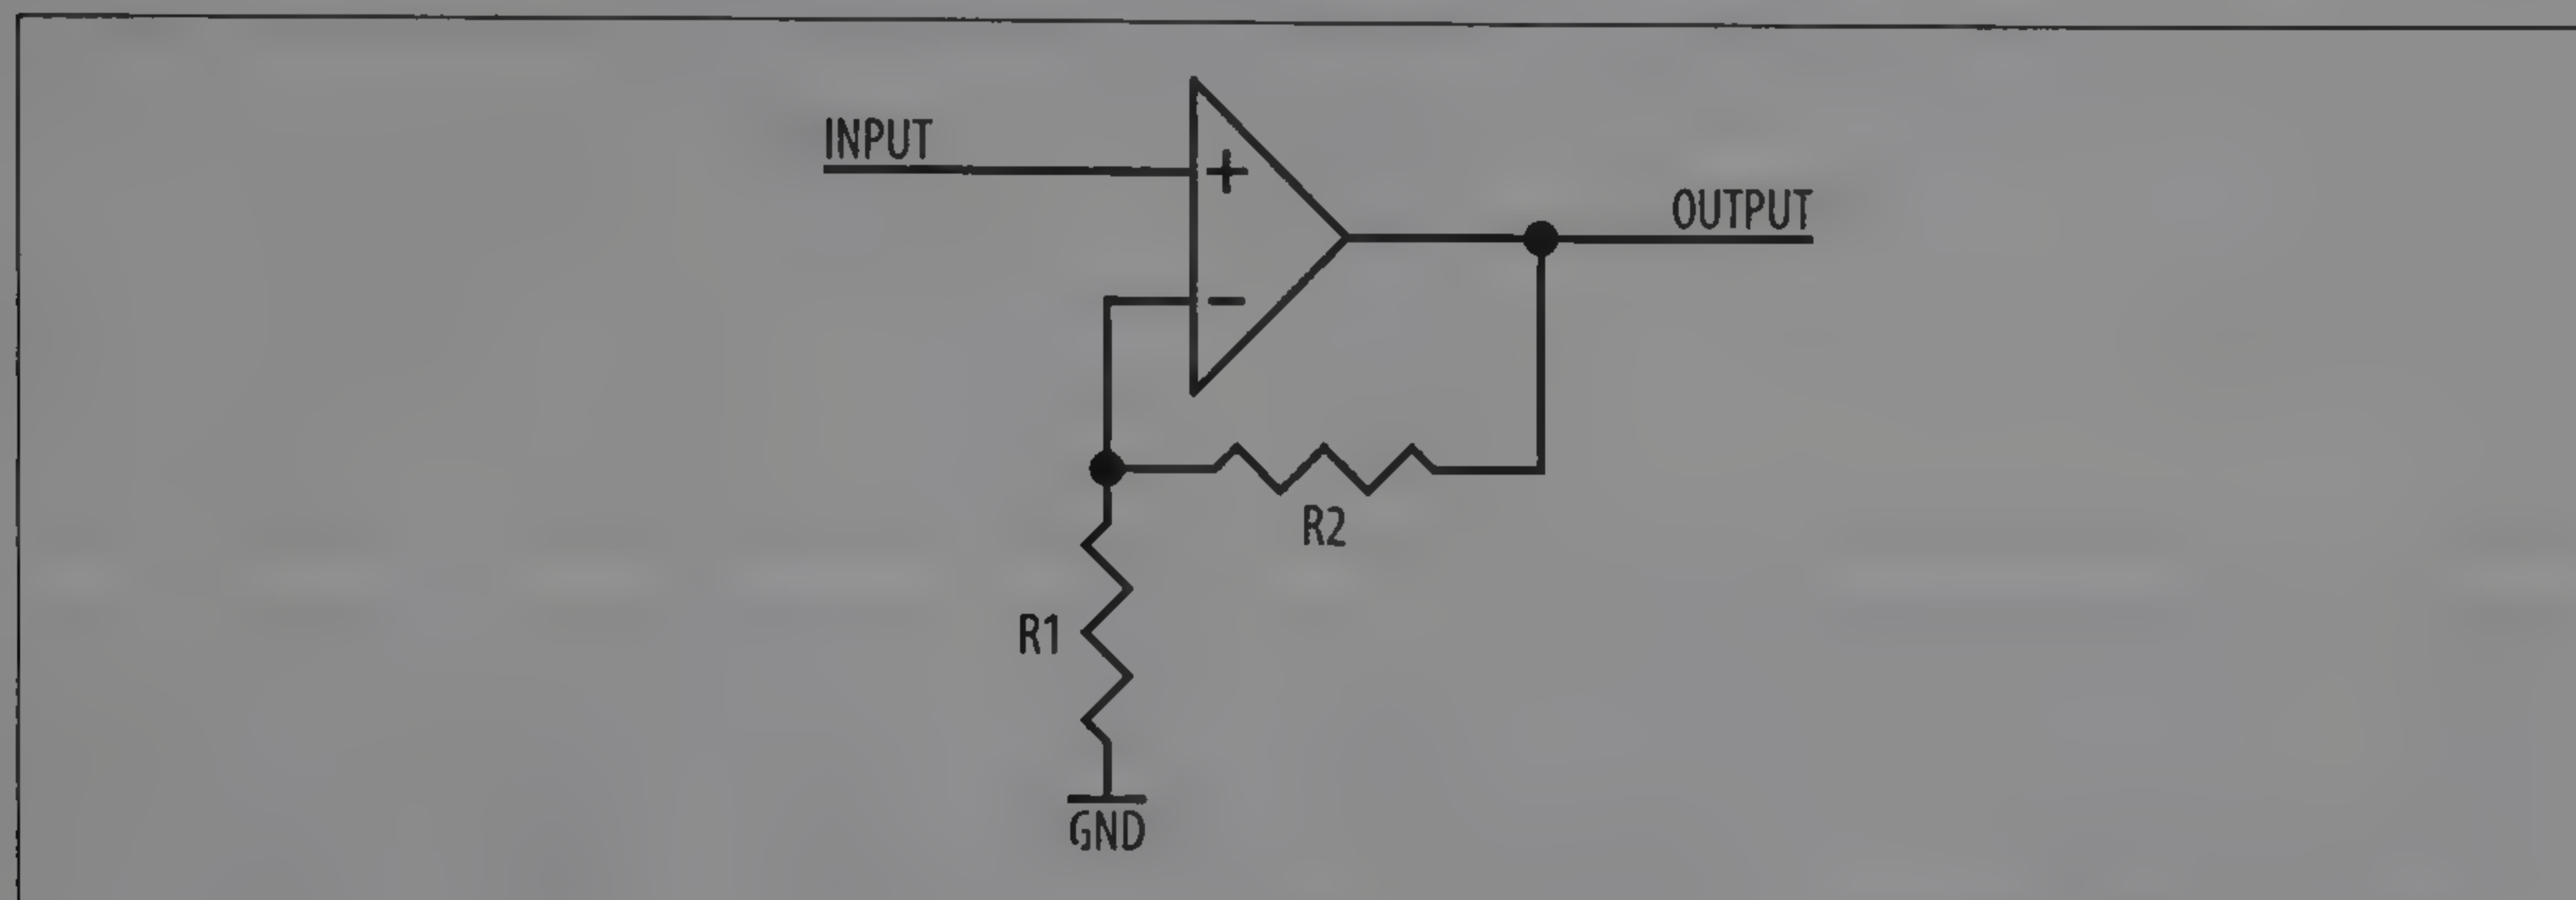 INPUT
+
OUTPUT
-
R2
R1
GND